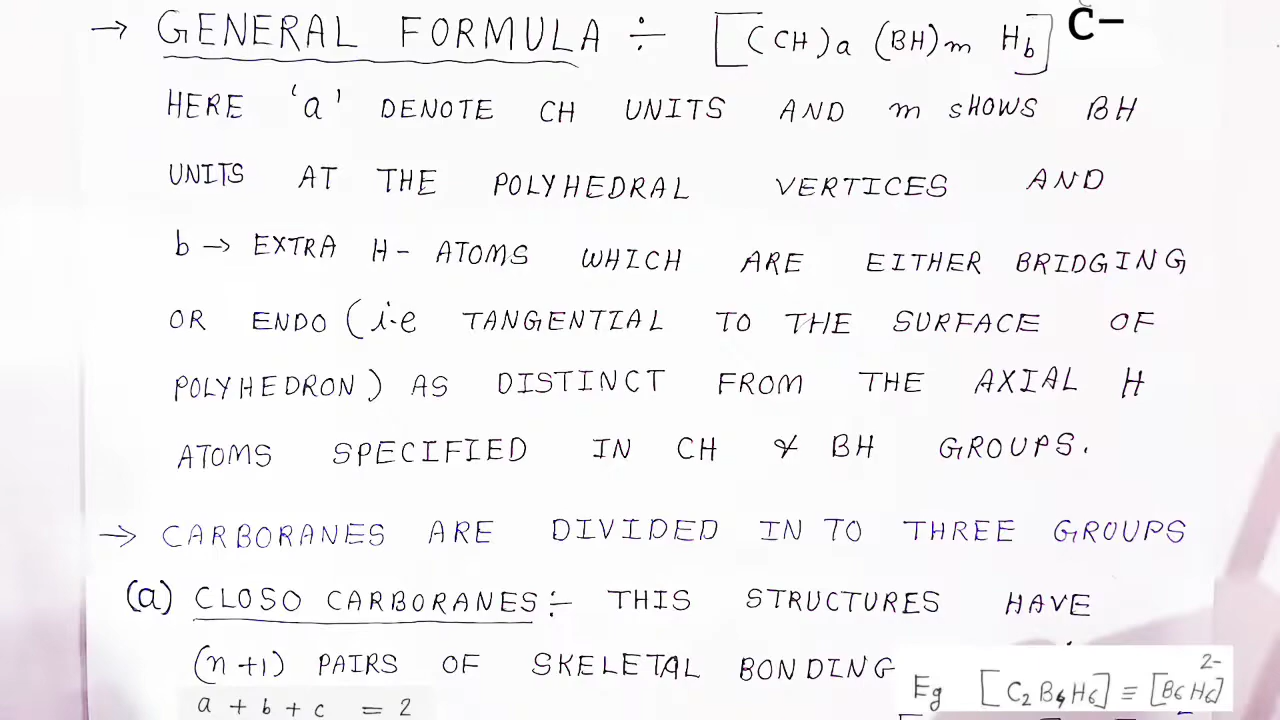 → GENERAL FORMULA ÷ [(CH)a (BH)m Hb]C−
HERE 'a' DENOTE CH UNITS AND m SHOWS BH
UNITS AT THE POLYHEDRAL VERTICES AND
b → EXTRA H- ATOMS WHICH ARE EITHER BRIDGING
OR ENDO (i.e TANGENTIAL TO THE SURFACE OF
POLYHEDRON) AS DISTINCT FROM THE AXIAL H
ATOMS SPECIFIED IN CH & BH GROUPS.
→ CARBORANES ARE DIVIDED IN TO THREE GROUPS
(a) CLOSO CARBORANES :- THIS STRUCTURES HAVE
(n+1) PAIRS OF SKELETAL BONDING
Eg [C2B4H6] ≡ [B6H6]2-
a + b + c = 2